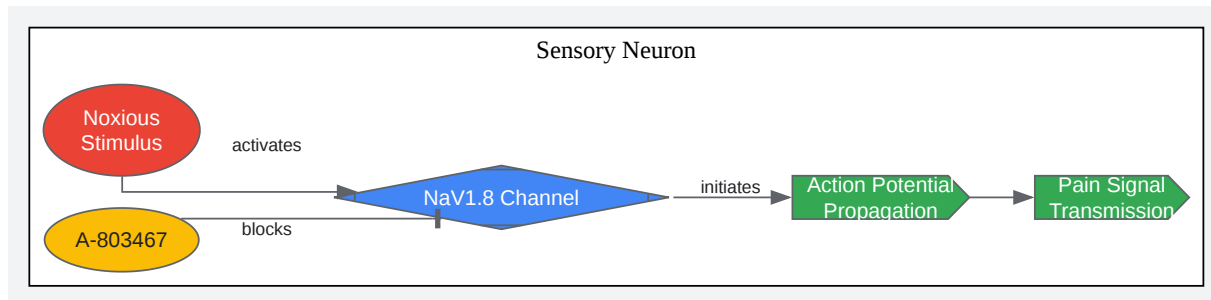 Sensory Neuron
Noxious
Stimulus
activates
NaV1.8 Channel
initiates
Action Potential
Propagation
Pain Signal
Transmission
A-803467
blocks